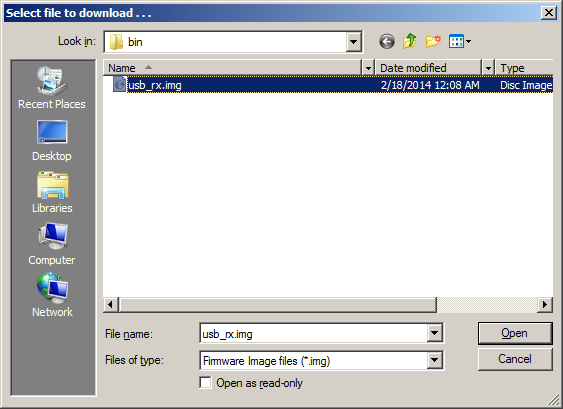 Select file to download . . .
Look in: bin
Name Date modified Type
usb_rx.img 2/18/2014 12:08 AM Disc Image
Recent Places
Desktop
Libraries
Computer
Network
File name: usb_rx.img Open
Files of type: Firmware Image files (*.img) Cancel
Open as read-only